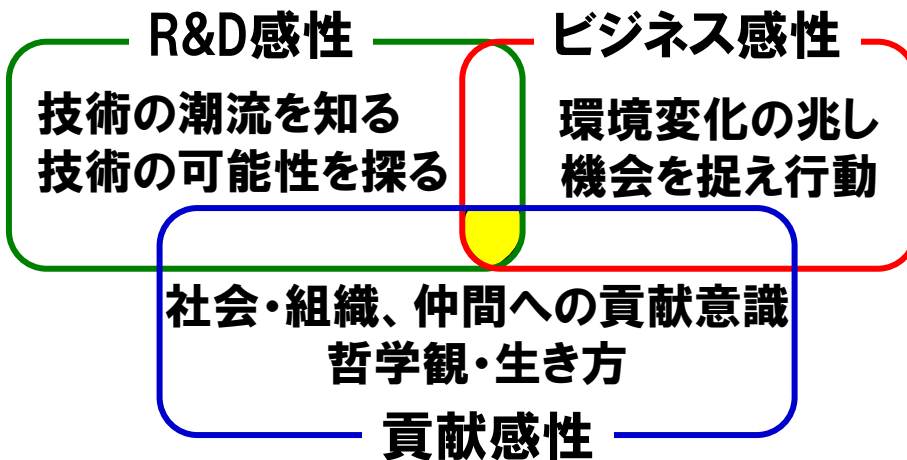 R&D感性
技術の潮流を知る
技術の可能性を探る
ビジネス感性
環境変化の兆し
機会を捉え行動
社会・組織、仲間への貢献意識
哲学観・生き方
貢献感性